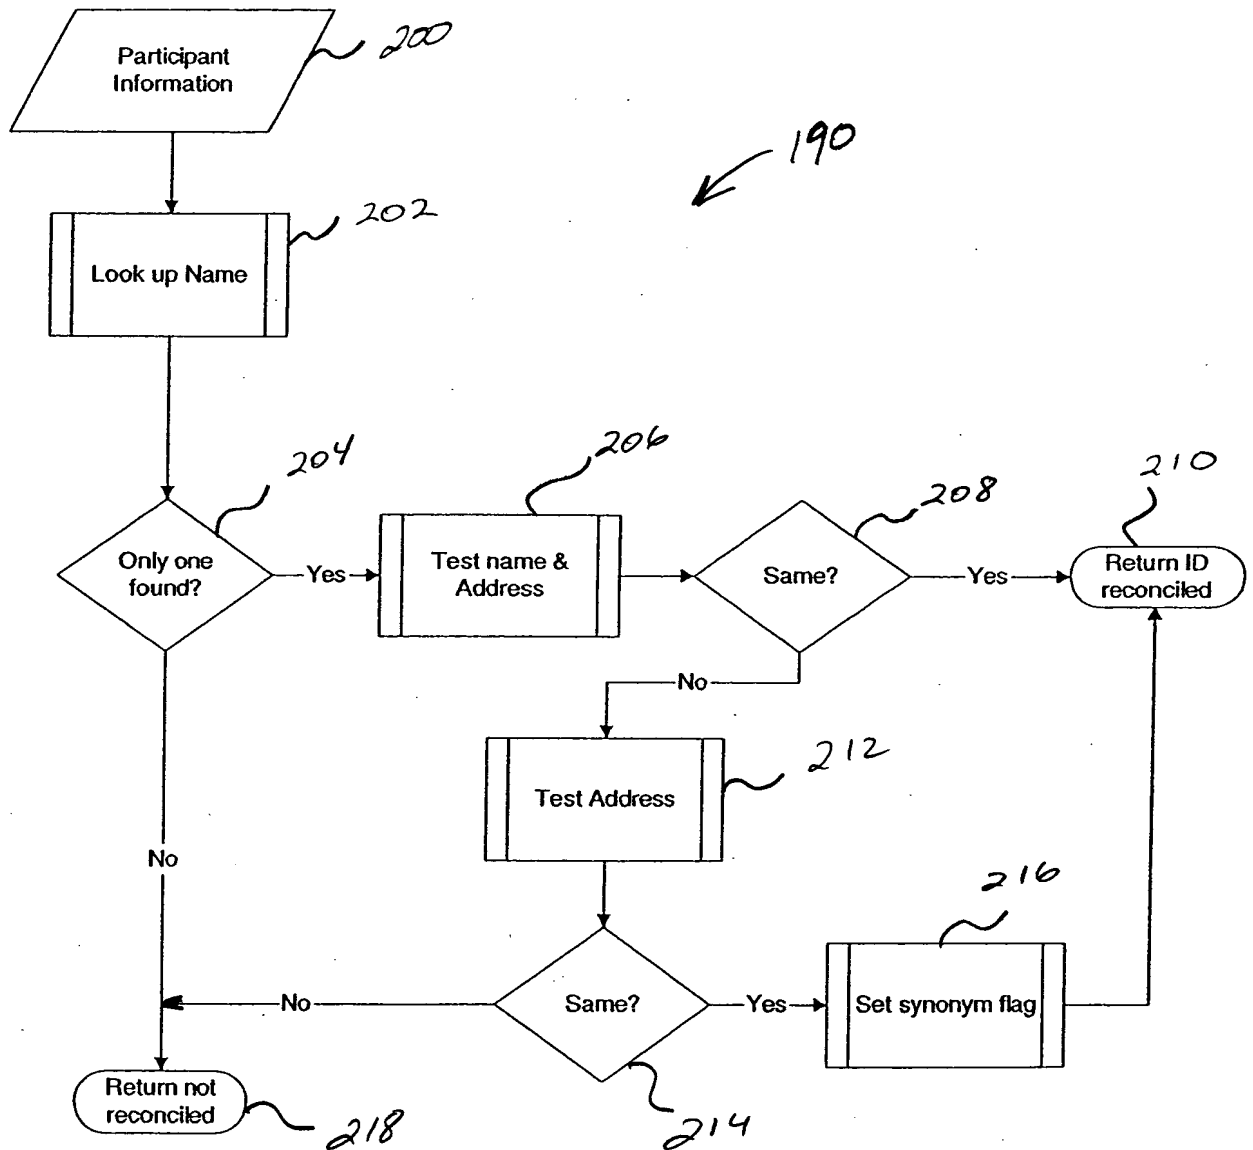 Participant
Information
200
190
Look up Name
202
204
206
208
210
Only one
found?
Yes
Test name &
Address
Same?
Yes
Return ID
reconciled
No
212
Test Address
No
216
No
Same?
Yes
Set synonym flag
Return not
reconciled
218
214